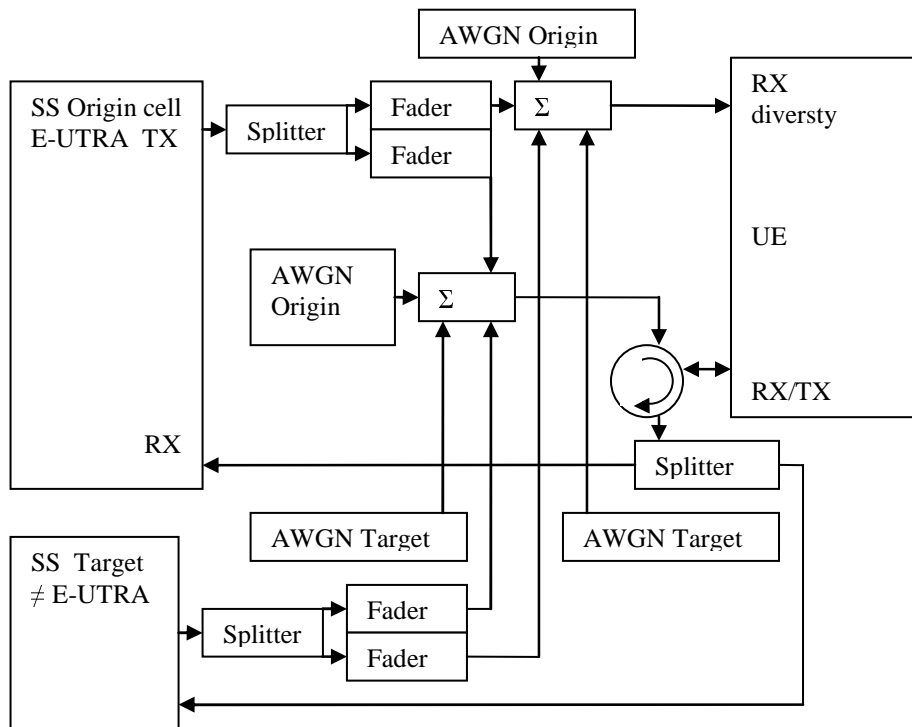 AWGN Origin
SS Origin cell
E-UTRA TX
Splitter
Fader
Fader
Σ
RX
diversty
UE
RX/TX
AWGN
Origin
Σ
RX
Splitter
AWGN Target
AWGN Target
SS Target
≠ E-UTRA
Splitter
Fader
Fader